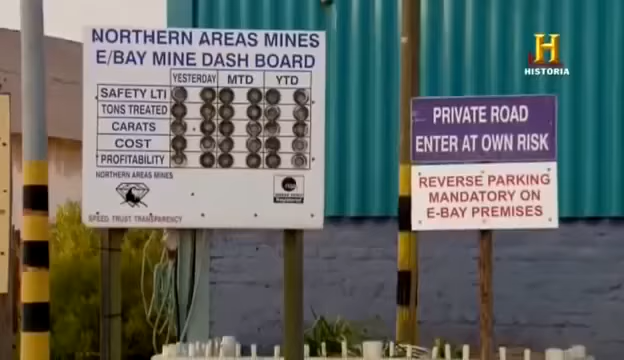 NORTHERN AREAS MINES
E/BAY MINE DASH BOARD
YESTERDAY MTD YTD
SAFETY LTI
TONS TREATED
CARATS
COST
PROFITABILITY
NORTHERN AREAS MINES
SPEED TRUST TRANSPARENCY
PRIVATE ROAD
ENTER AT OWN RISK
REVERSE PARKING
MANDATORY ON
E-BAY PREMISES
H
HISTORIA